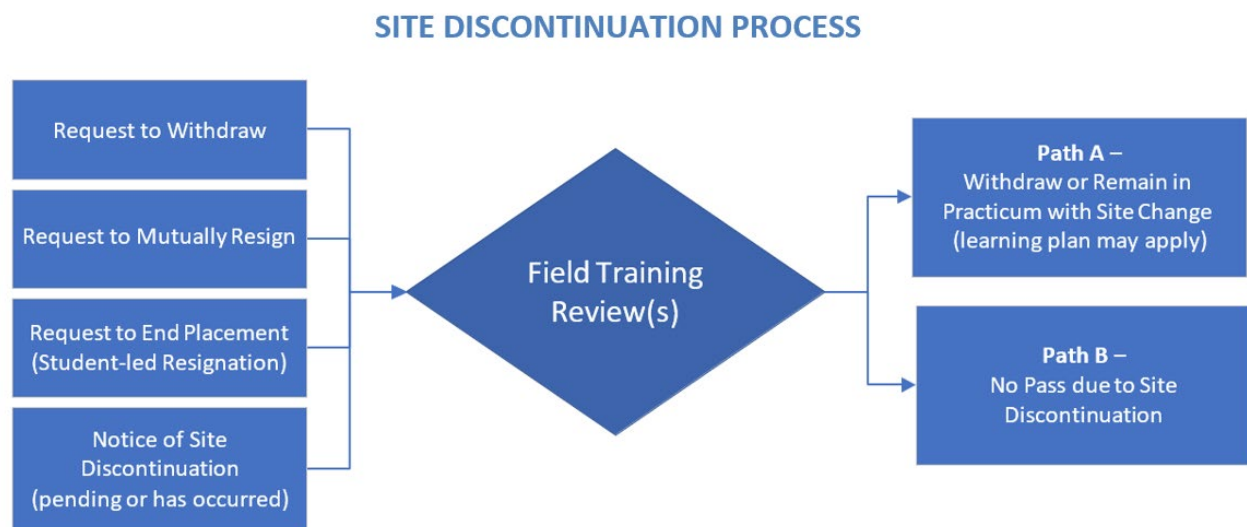 SITE DISCONTINUATION PROCESS
Request to Withdraw
Request to Mutually Resign
Request to End Placement
(Student-led Resignation)
Notice of Site
Discontinuation
(pending or has occurred)
Field Training
Review(s)
Path A –
Withdraw or Remain in
Practicum with Site Change
(learning plan may apply)
Path B –
No Pass due to Site
Discontinuation